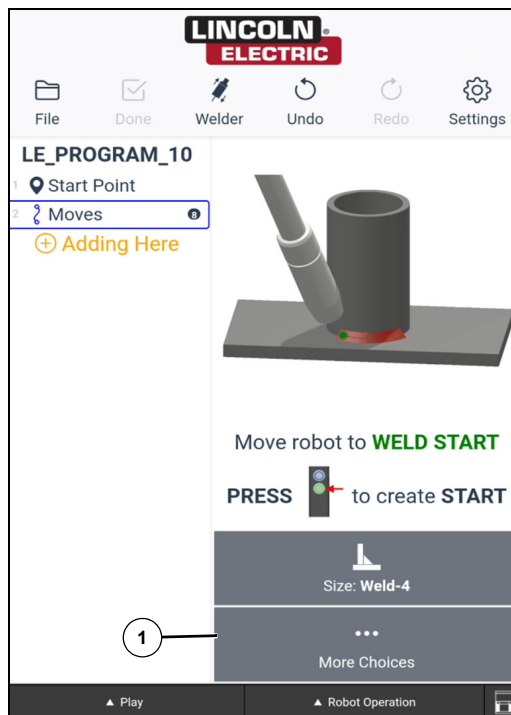 LINCOLN
ELECTRIC
File
Done
Welder
Undo
Redo
Settings
LE_PROGRAM_10
1 Start Point
2 Moves 8
Adding Here
Move robot to WELD START
PRESS to create START
Size: Weld-4
1
More Choices
▲ Play
▲ Robot Operation